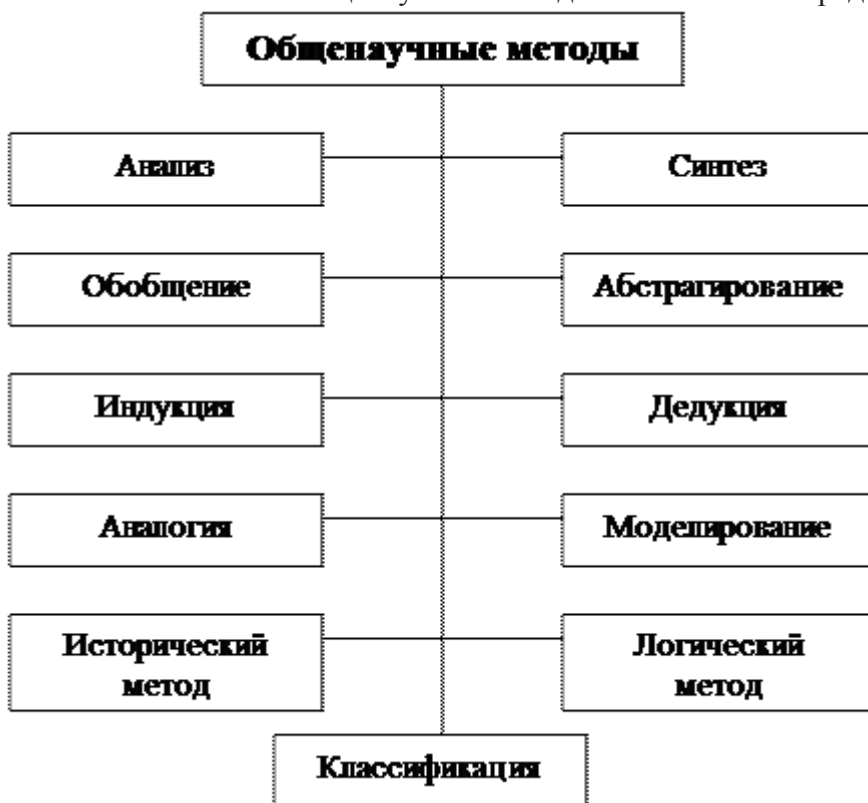 Общенаучные методы
Анализ
Синтез
Обобщение
Абстрагирование
Индукция
Дедукция
Аналогия
Моделирование
Исторический
метод
Логический
метод
Классификация